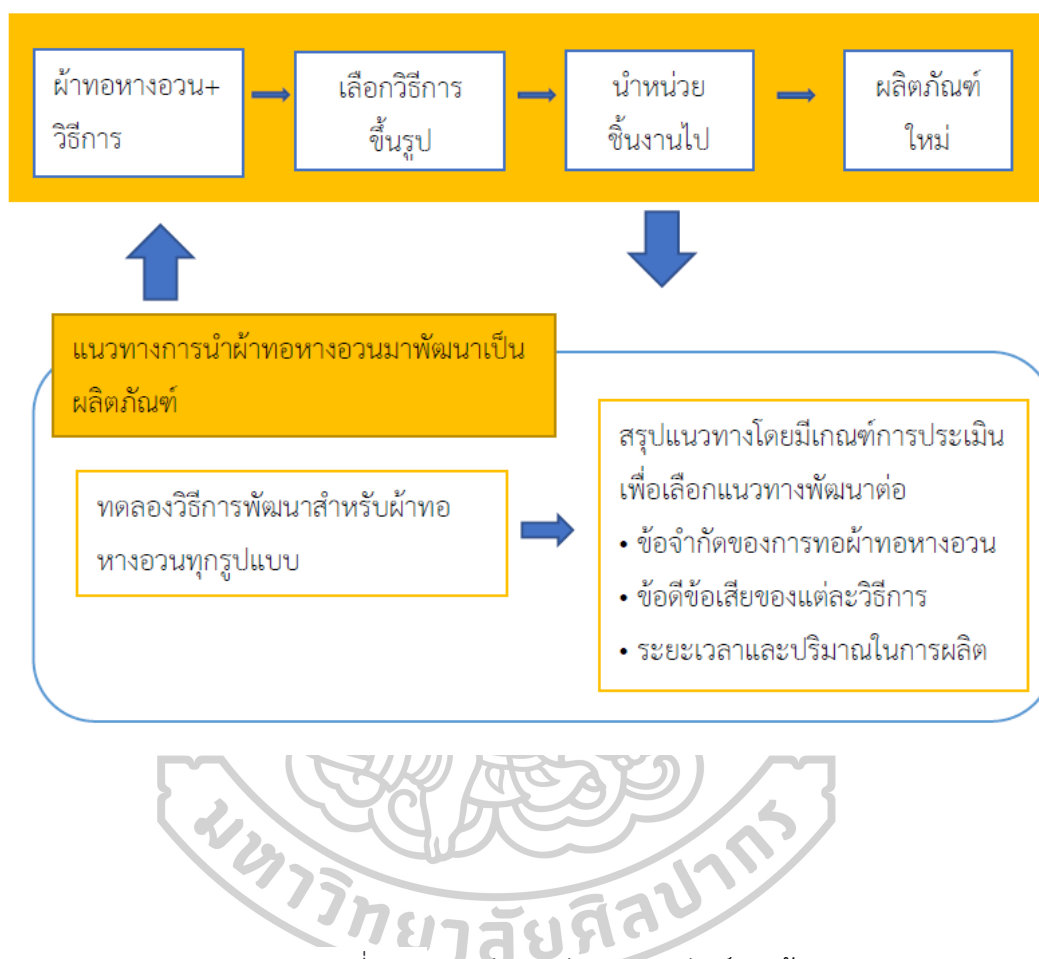 ผ้าทอหางอวน+
วิธีการ
เลือกวิธีการ
ขึ้นรูป
นำหน่วย
ชิ้นงานไป
ผลิตภัณฑ์
ใหม่
แนวทางการนำผ้าทอหางอวนมาพัฒนาเป็น
ผลิตภัณฑ์
ทดลองวิธีการพัฒนาสำหรับผ้าทอ
หางอวนทุกรูปแบบ
สรุปแนวทางโดยมีเกณฑ์การประเมิน
เพื่อเลือกแนวทางพัฒนาต่อ
• ข้อจำกัดของการทอผ้าทอหางอวน
• ข้อดีข้อเสียของแต่ละวิธีการ
• ระยะเวลาและปริมาณในการผลิต
มหาวิทยาลัยศิลปากร